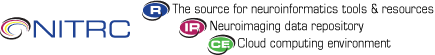 NITRC
R The source for neuroinformatics tools & resources
IR Neuroimaging data repository
CE Cloud computing environment